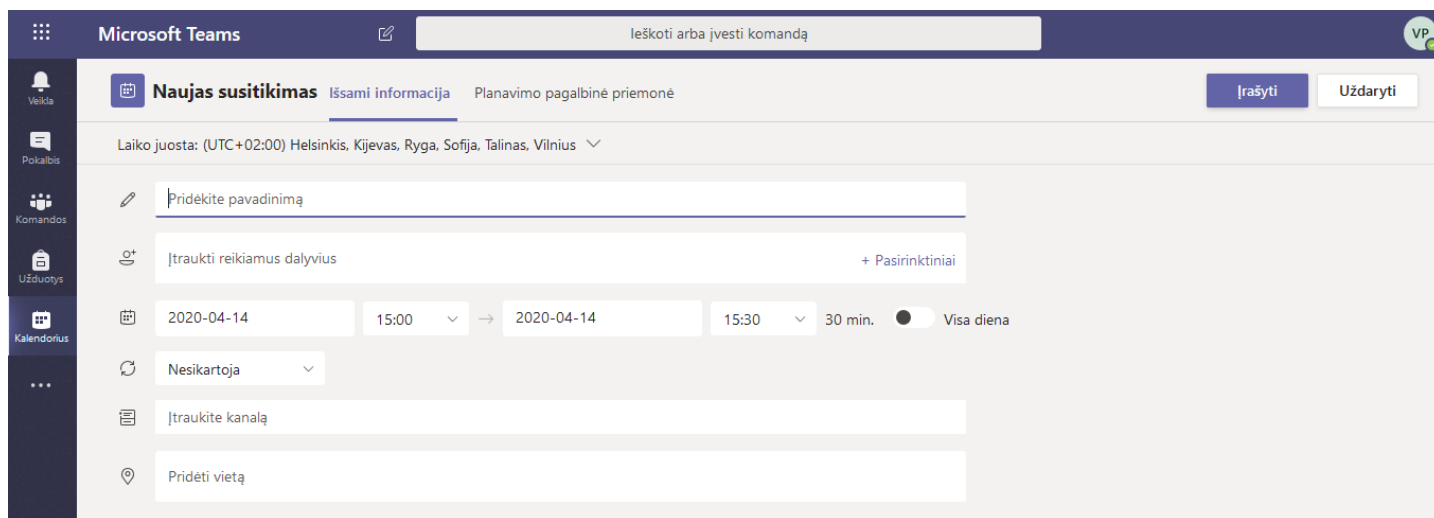 Microsoft Teams
Ieškoti arba įvesti komandą
VP
Veikla
Pokalbis
Komandos
Užduotys
Kalendorius
Naujas susitikimas Išsami informacija Planavimo pagalbinė priemonė
Įrašyti Uždaryti
Laiko juosta: (UTC+02:00) Helsinkis, Kijevas, Ryga, Sofija, Talinas, Vilnius
Pridėkite pavadinimą
Įtraukti reikiamus dalyvius + Pasirinktiniai
2020-04-14 15:00 → 2020-04-14 15:30 30 min. Visa diena
Nesikartoja
Įtraukite kanalą
Pridėti vietą